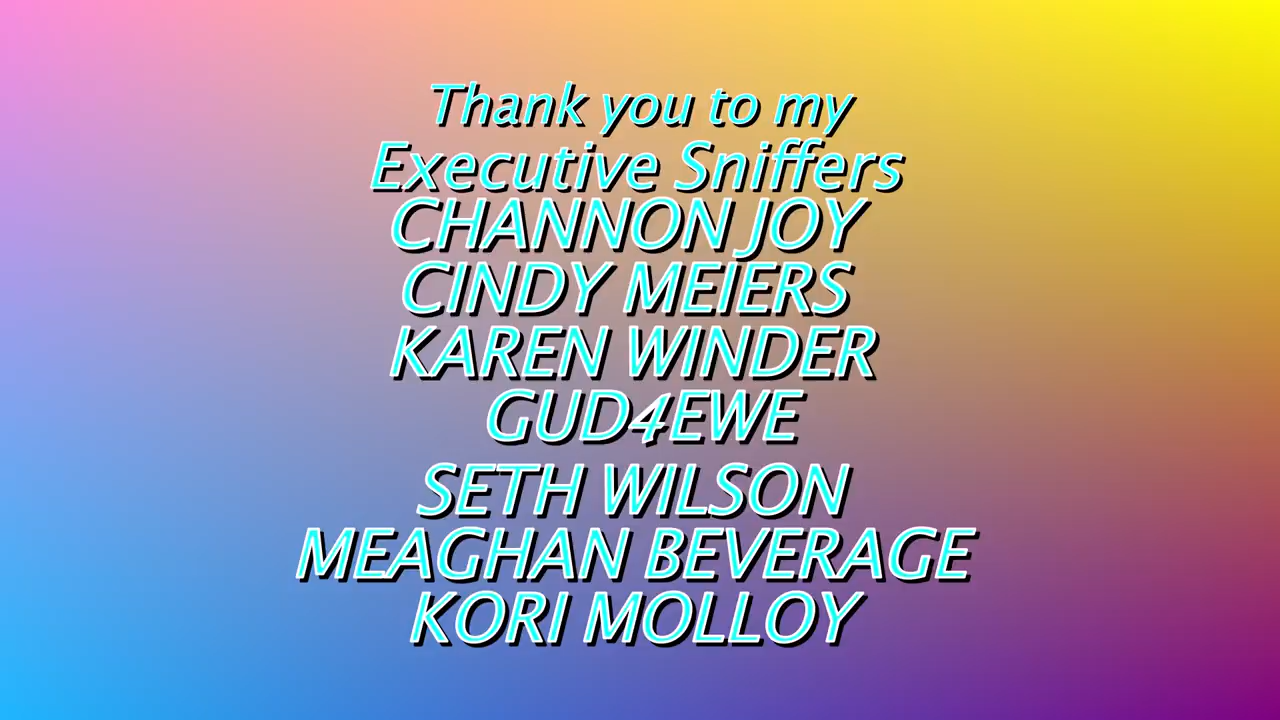 Thank you to my
Executive Sniffers
CHANNON JOY
CINDY MEIERS
KAREN WINDER
GUD4EWE
SETH WILSON
MEAGHAN BEVERAGE
KORI MOLLOY